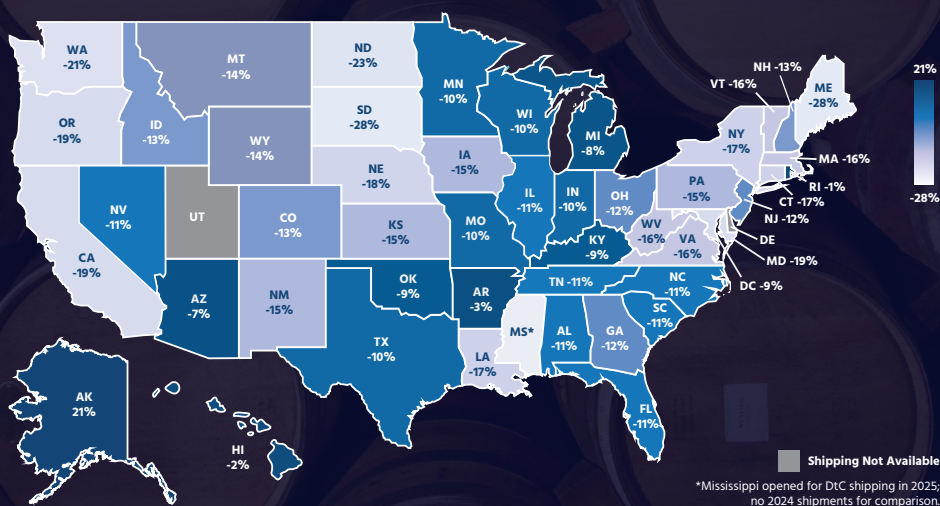 WA
-21%
OR
-19%
CA
-19%
NV
-11%
ID
-13%
MT
-14%
WY
-14%
UT
AZ
-7%
CO
-13%
NM
-15%
ND
-23%
SD
-28%
NE
-18%
KS
-15%
OK
-9%
TX
-10%
MN
-10%
IA
-15%
MO
-10%
AR
-3%
LA
-17%
WI
-10%
IL
-11%
MI
-8%
IN
-10%
OH
-12%
KY
-9%
TN -11%
MS*
AL
-11%
GA
-12%
FL
-11%
SC
-11%
NC
-11%
VA
-16%
WV
-16%
PA
-15%
NY
-17%
VT -16%
NH -13%
ME
-28%
MA -16%
RI -1%
CT -17%
NJ -12%
DE
MD -19%
DC -9%
AK
21%
HI
-2%
21%
-28%
Shipping Not Available
*Mississippi opened for DtC shipping in 2025;
no 2024 shipments for comparison.